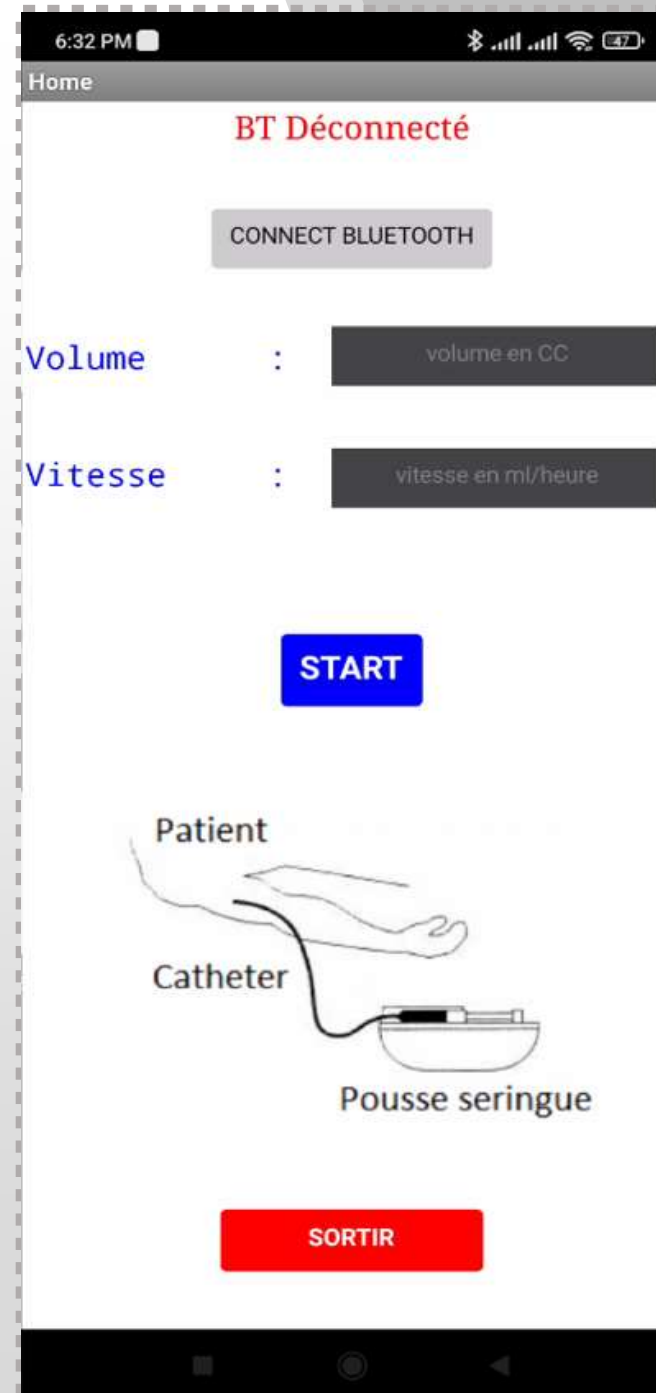 6:32 PM 47
Home
BT Déconnecté
CONNECT BLUETOOTH
Volume : volume en CC
Vitesse : vitesse en ml/heure
START
Patient
Catheter
Pousse seringue
SORTIR